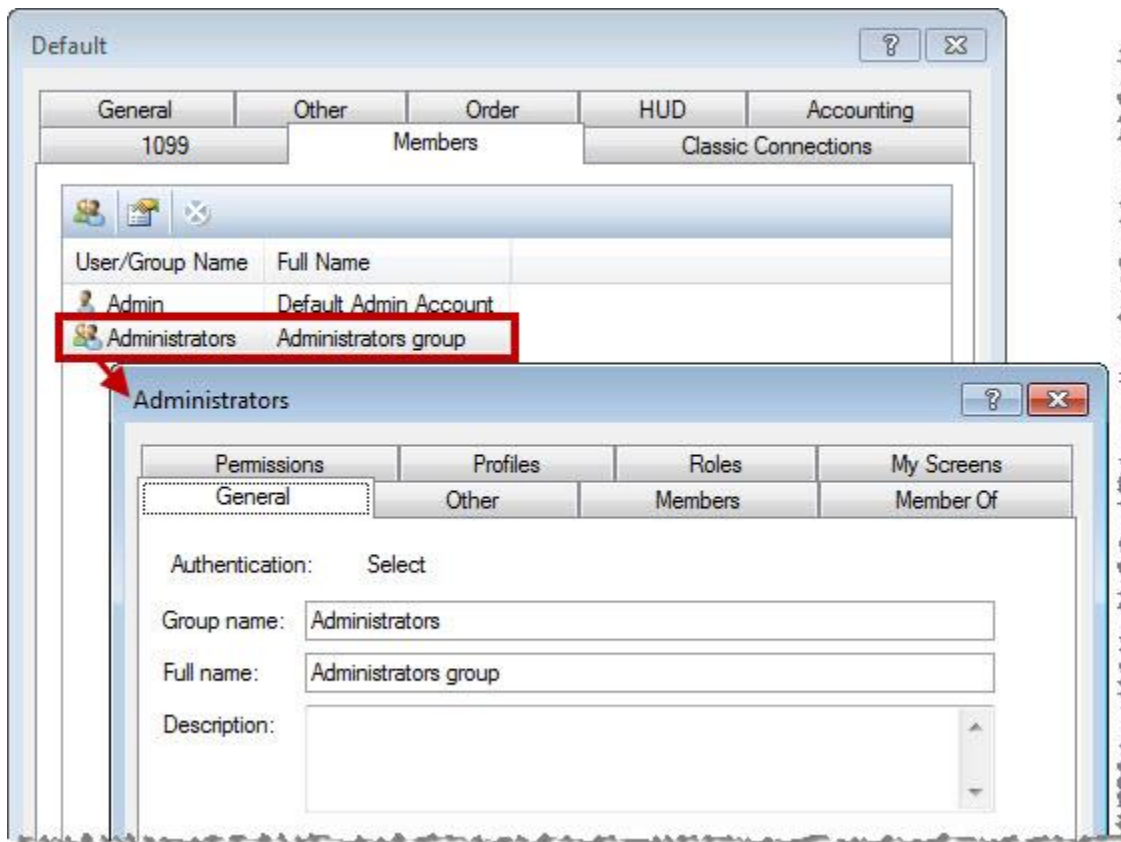 Default
General Other Order HUD Accounting
1099 Members Classic Connections
User/Group Name Full Name
Admin Default Admin Account
Administrators Administrators group
Administrators
Permissions Profiles Roles My Screens
General Other Members Member Of
Authentication: Select
Group name: Administrators
Full name: Administrators group
Description: